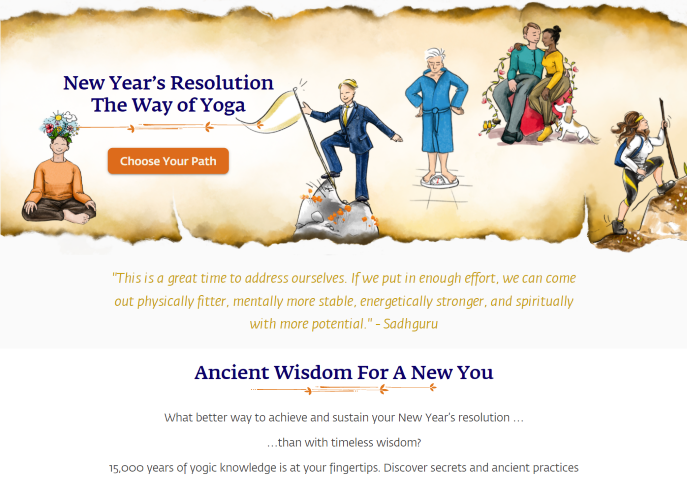 New Year's Resolution
The Way of Yoga
Choose Your Path
"This is a great time to address ourselves. If we put in enough effort, we can come
out physically fitter, mentally more stable, energetically stronger, and spiritually
with more potential." - Sadhguru
Ancient Wisdom For A New You
What better way to achieve and sustain your New Year's resolution ...
...than with timeless wisdom?
15,000 years of yogic knowledge is at your fingertips. Discover secrets and ancient practices